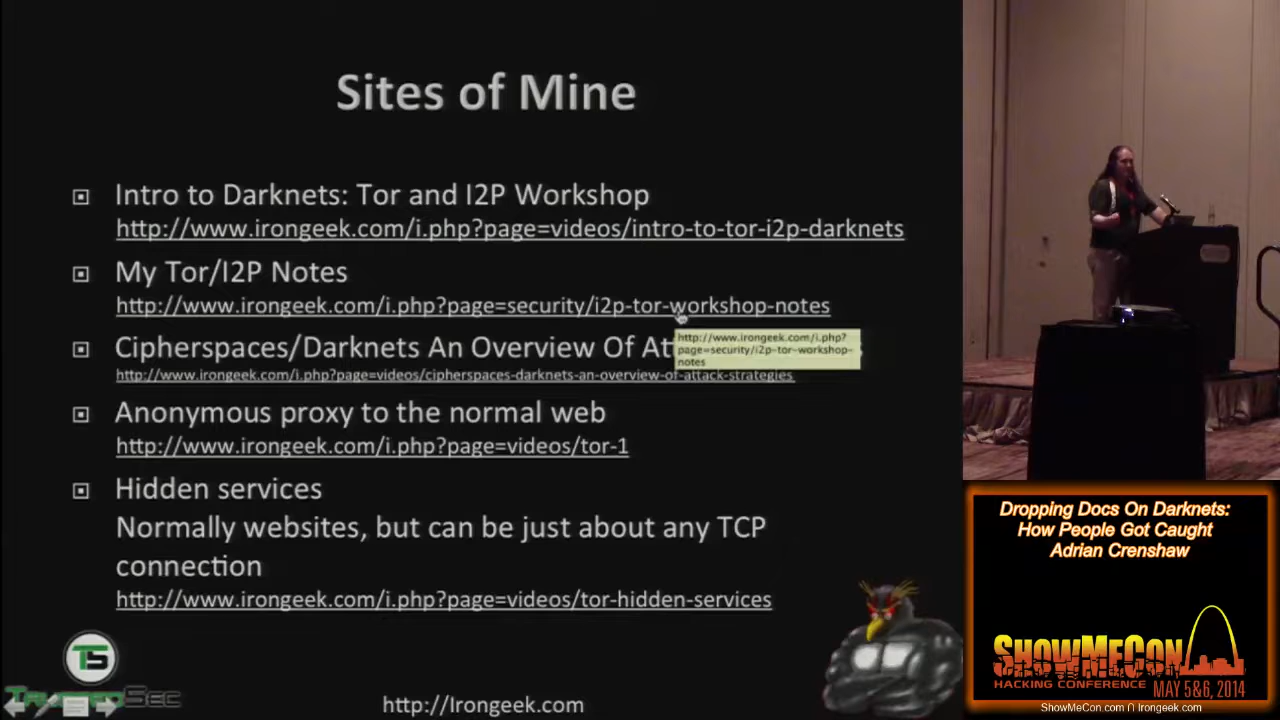 Sites of Mine
Intro to Darknets: Tor and I2P Workshop
http://www.irongeek.com/i.php?page=videos/intro-to-tor-i2p-darknets
My Tor/I2P Notes
http://www.irongeek.com/i.php?page=security/i2p-tor-workshop-notes
http://www.irongeek.com/i.php?
page=security/i2p-tor-workshop-
notes
Cipherspaces/Darknets An Overview Of
http://www.irongeek.com/i.php?page=videos/cipherspaces-darknets-an-overview-of-attack-strategies
Anonymous proxy to the normal web
http://www.irongeek.com/i.php?page=videos/tor-1
Hidden services
Normally websites, but can be just about any TCP
connection
http://www.irongeek.com/i.php?page=videos/tor-hidden-services
TS
TrustedSec
http://Irongeek.com
Dropping Docs On Darknets:
How People Got Caught
Adrian Crenshaw
ShowMeCon
HACKING CONFERENCE
MAY 5&6, 2014
ShowMeCon.com ∩ Irongeek.com